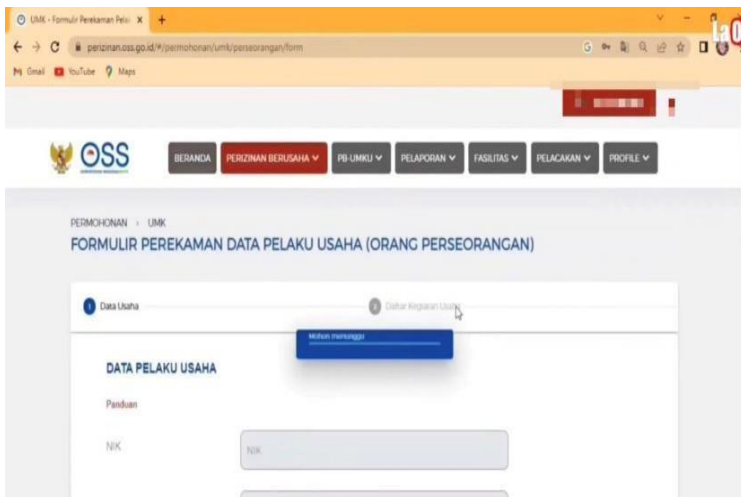 UMK - Formulir Perekaman Pelak
perizinan.oss.go.id/#/permohonan/umk/perseorangan/form
Gmail YouTube Maps
OSS
BERANDA PERIZINAN BERUSAHA PB-UMKU PELAPORAN FASILITAS PELACAKAN PROFILE
PERMOHONAN > UMK
FORMULIR PEREKAMAN DATA PELAKU USAHA (ORANG PERSEORANGAN)
1 Data Usaha 2 Daftar Kegiatan Usaha
Mohon menunggu
DATA PELAKU USAHA
Panduan
NIK NIK